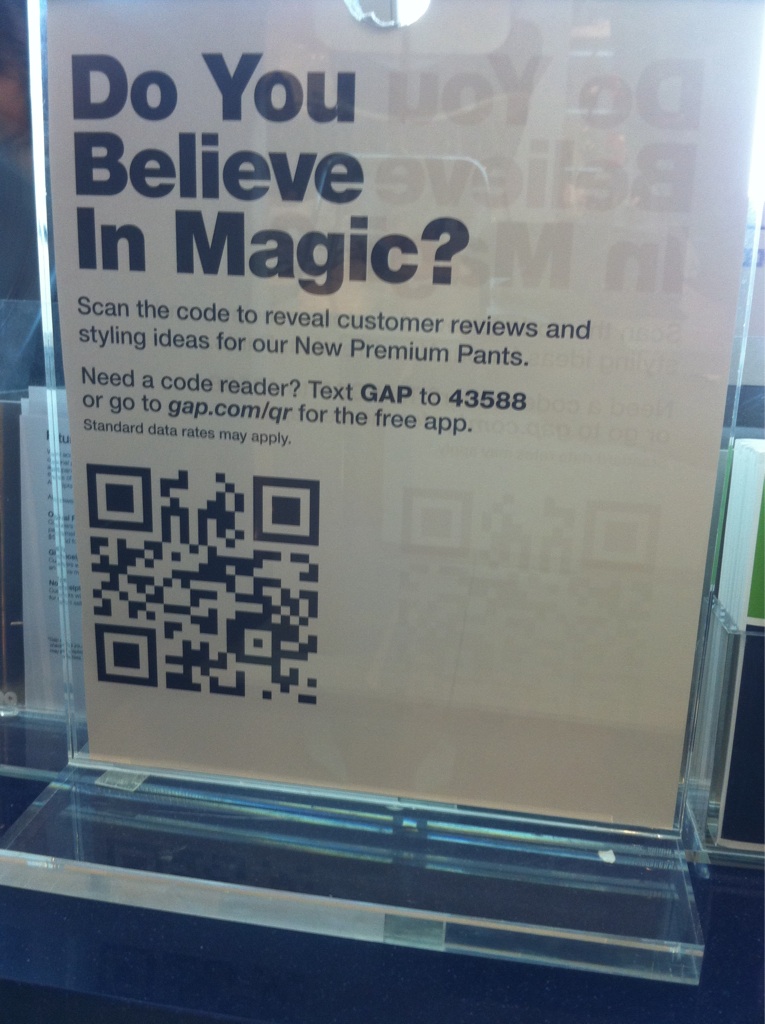 Do You
Believe
In Magic?
Scan the code to reveal customer reviews and
styling ideas for our New Premium Pants.
Need a code reader? Text GAP to 43588
or go to gap.com/qr for the free app.
Standard data rates may apply.